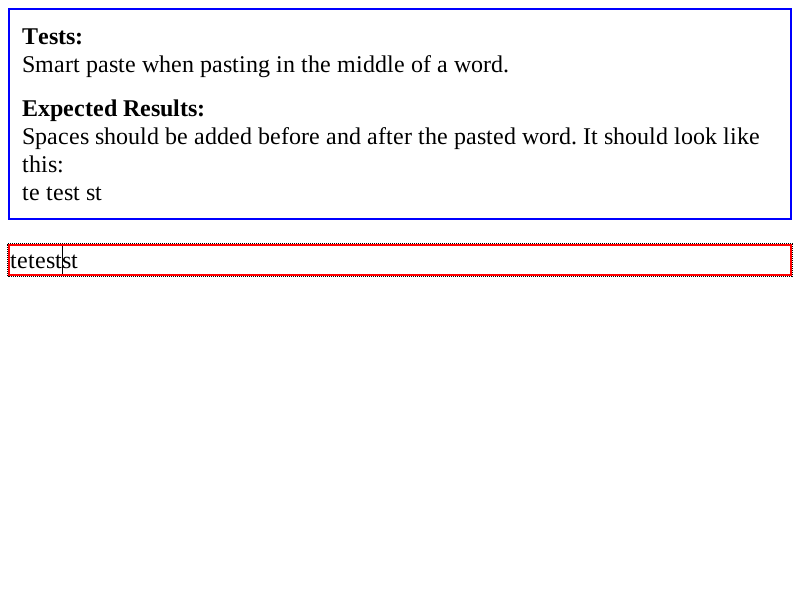 Tests:
Smart paste when pasting in the middle of a word.
Expected Results:
Spaces should be added before and after the pasted word. It should look like
this:
te test st
tetestst